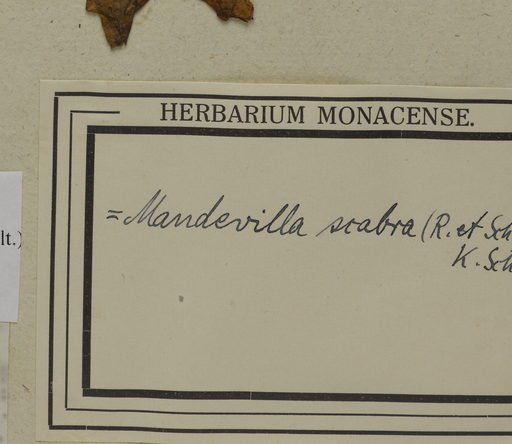 HERBARIUM MONACENSE.
=Mandevilla scabra (R. et Sch
K. Sch
lt.)